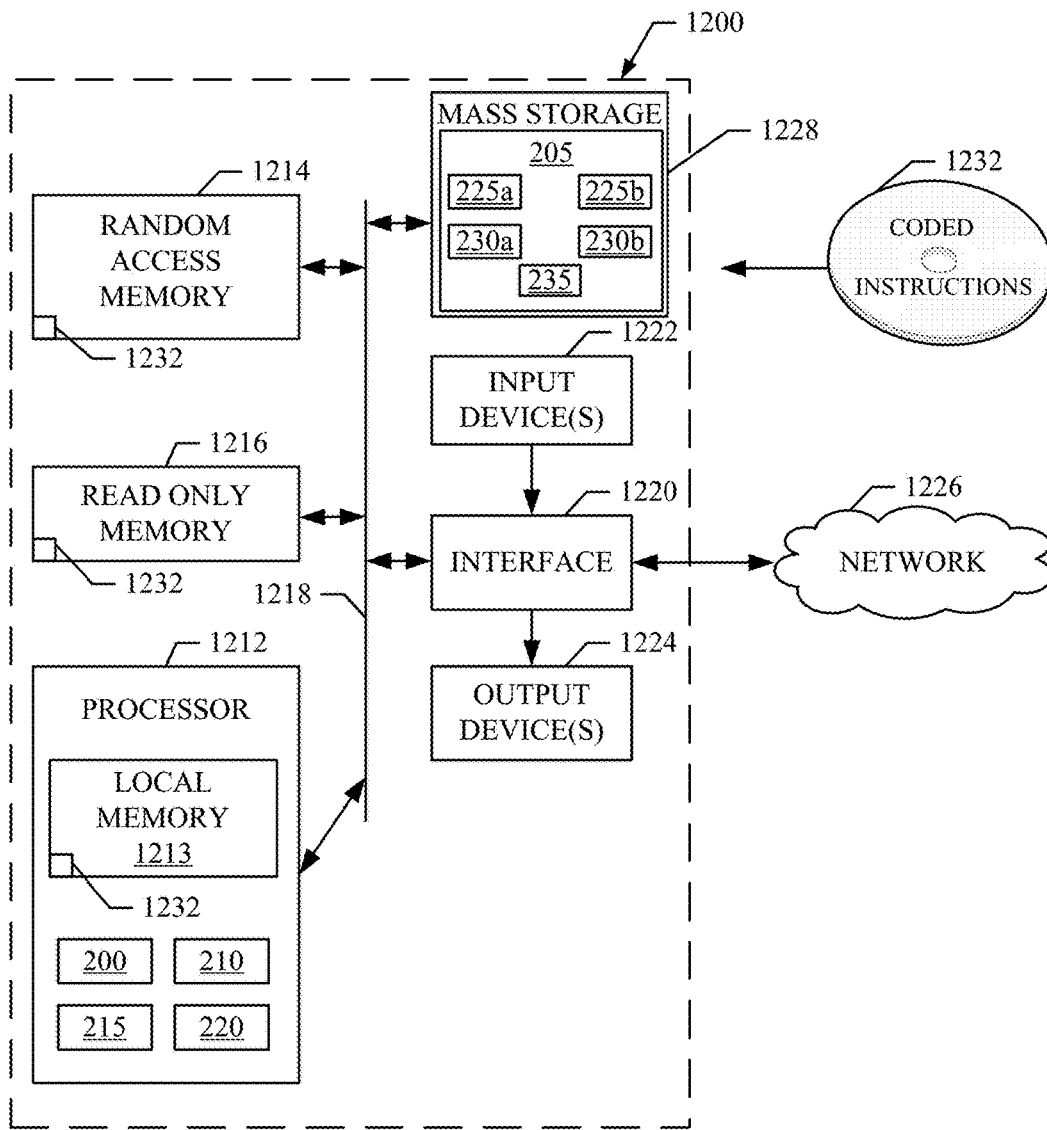 1200
MASS STORAGE
1228
205
225a
225b
230a
230b
235
1214
RANDOM
ACCESS
MEMORY
1232
1232
CODED
INSTRUCTIONS
1222
INPUT
DEVICE(S)
1216
READ ONLY
MEMORY
1232
1220
INTERFACE
1226
NETWORK
1218
1212
PROCESSOR
LOCAL
MEMORY
1213
1232
200
210
215
220
1224
OUTPUT
DEVICE(S)